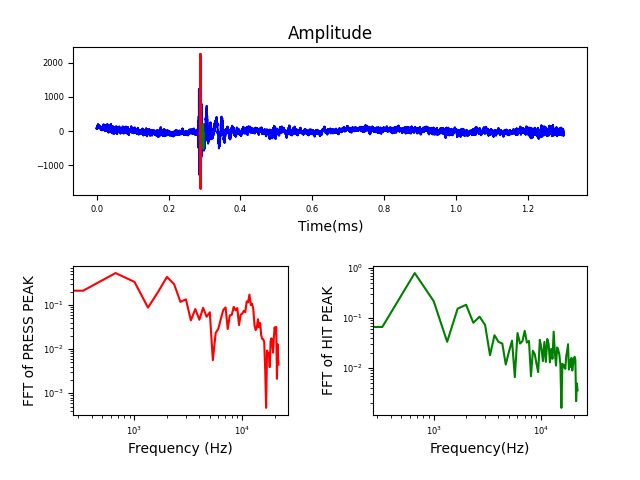 Amplitude
2000
1000
0
−1000
0.0 0.2 0.4 0.6 0.8 1.0 1.2
Time(ms)
FFT of PRESS PEAK
10⁻¹
10⁻²
10⁻³
10³ 10⁴
Frequency (Hz)
FFT of HIT PEAK
10⁰
10⁻¹
10⁻²
10³ 10⁴
Frequency(Hz)